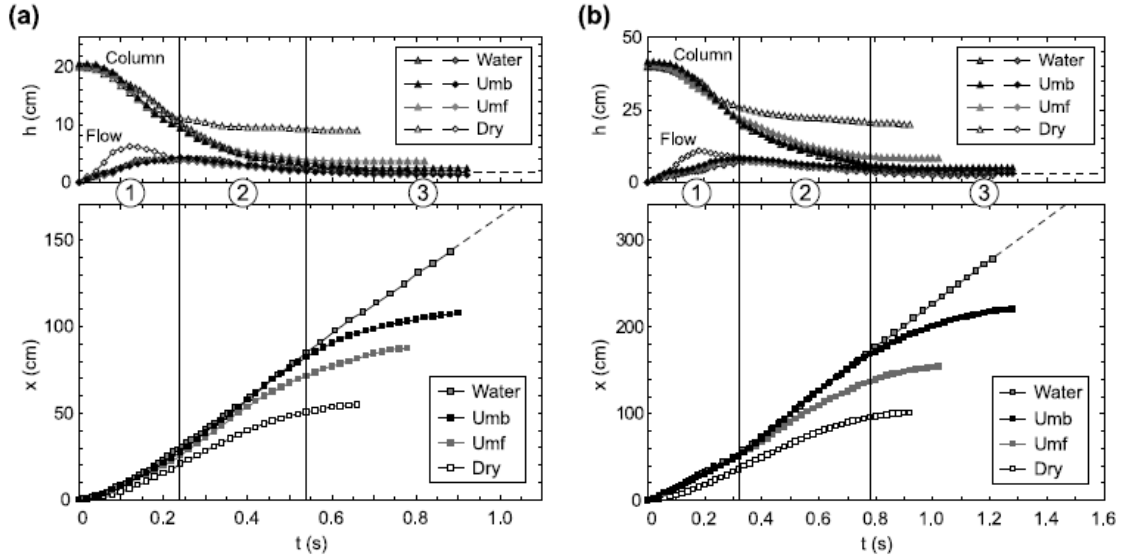 (a)
20
10
0
h (cm)
Column
Flow
Water
Umb
Umf
Dry
1
2
3
150
100
50
0
x (cm)
Water
Umb
Umf
Dry
0
0.2
0.4
0.6
0.8
1.0
t (s)
(b)
50
25
0
h (cm)
Column
Flow
Water
Umb
Umf
Dry
1
2
3
300
200
100
0
x (cm)
Water
Umb
Umf
Dry
0
0.2
0.4
0.6
0.8
1.0
1.2
1.4
1.6
t (s)